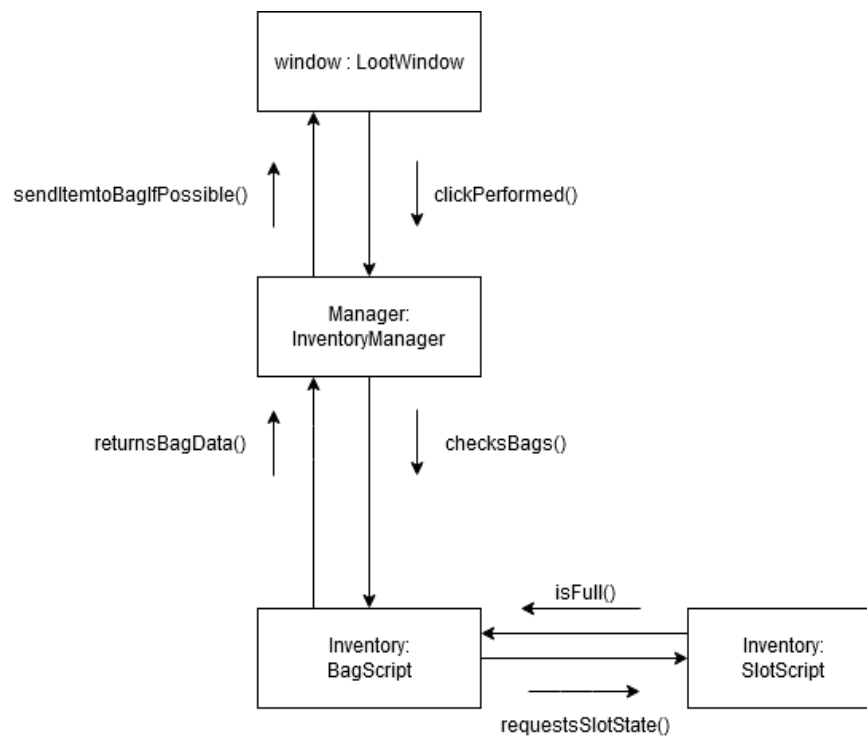 window : LootWindow
sendItemtoBagIfPossible()
clickPerformed()
Manager:
InventoryManager
returnsBagData()
checksBags()
isFull()
Inventory:
BagScript
Inventory:
SlotScript
requestsSlotState()